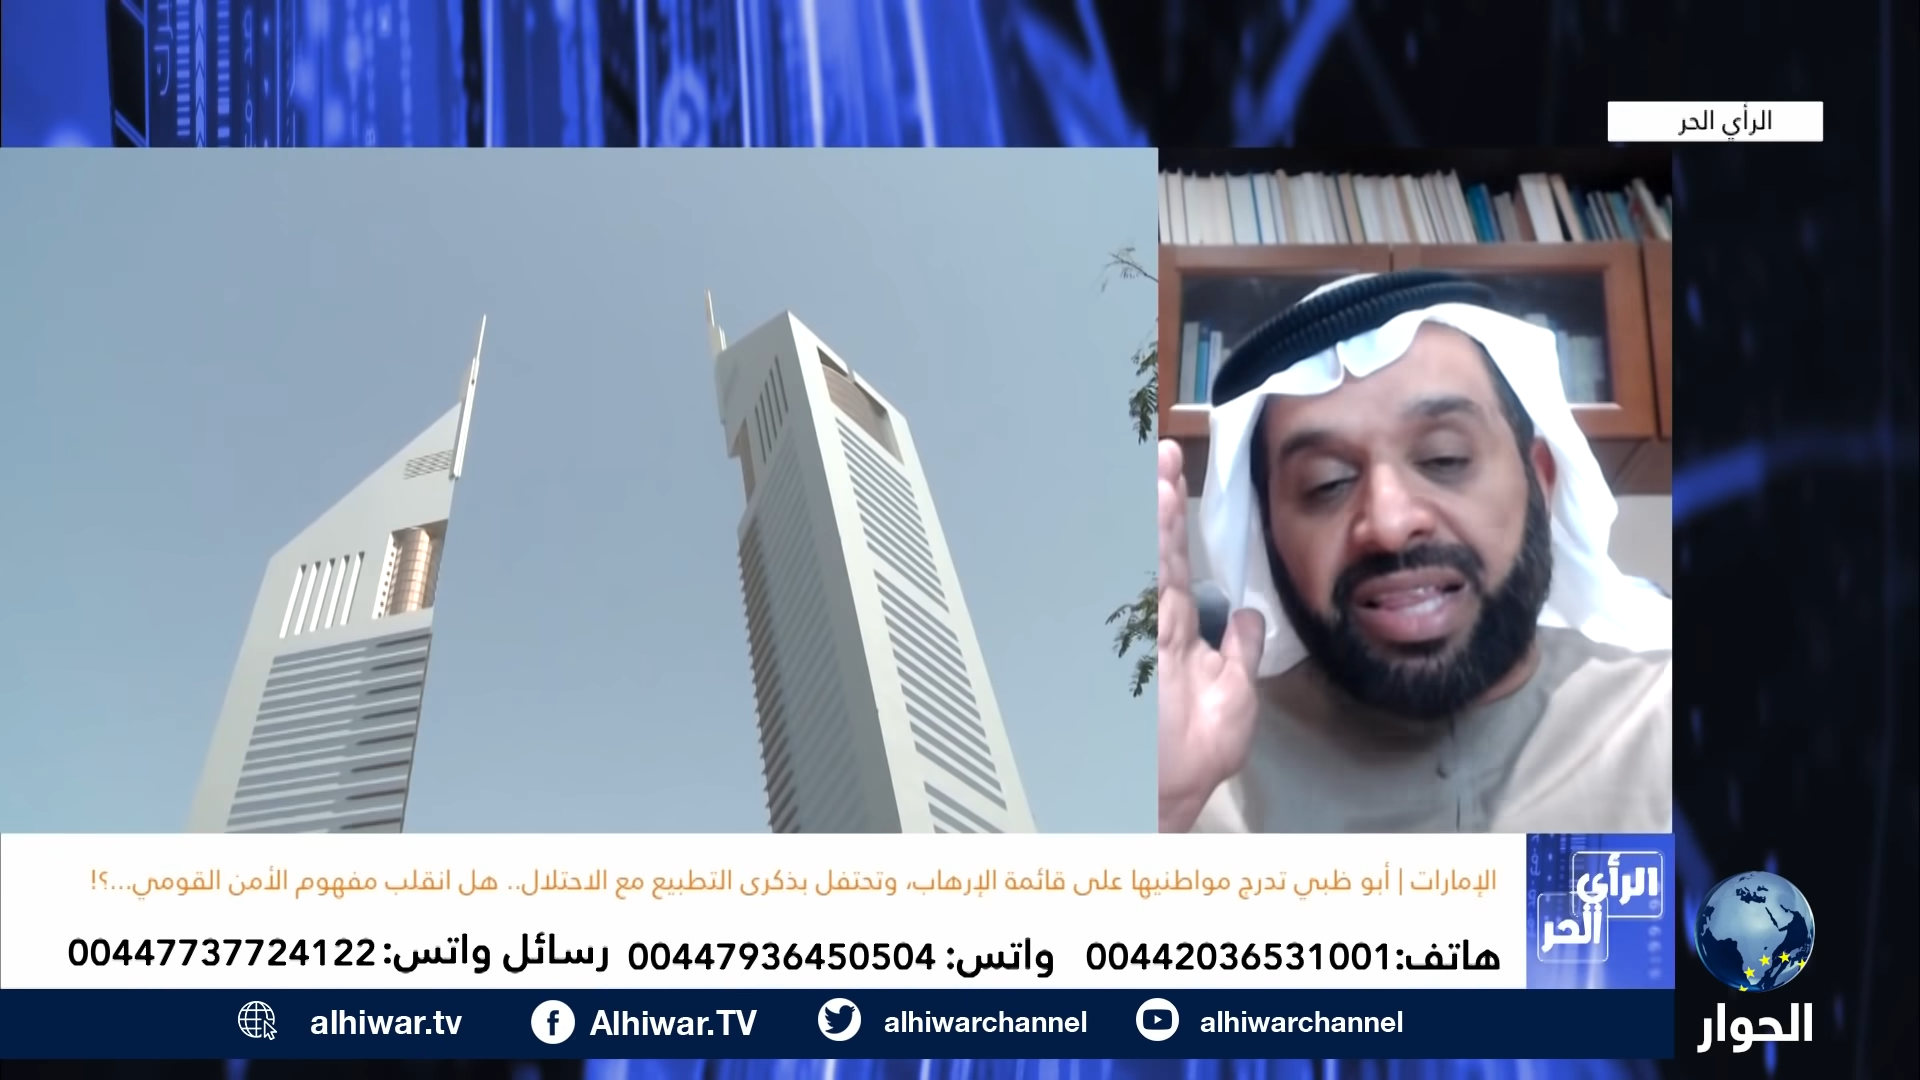 الرأي الحر
الإمارات | أبو ظبي تدرج مواطنيها على قائمة الإرهاب، وتحتفل بذكرى التطبيع مع الاحتلال.. هل انقلب مفهوم الأمن القومي...؟!
الرأي
الحر
هاتف:00442036531001 واتس: 00447936450504 رسائل واتس: 00447737724122
alhiwar.tv Alhiwar.TV alhiwarchannel alhiwarchannel
الحوار